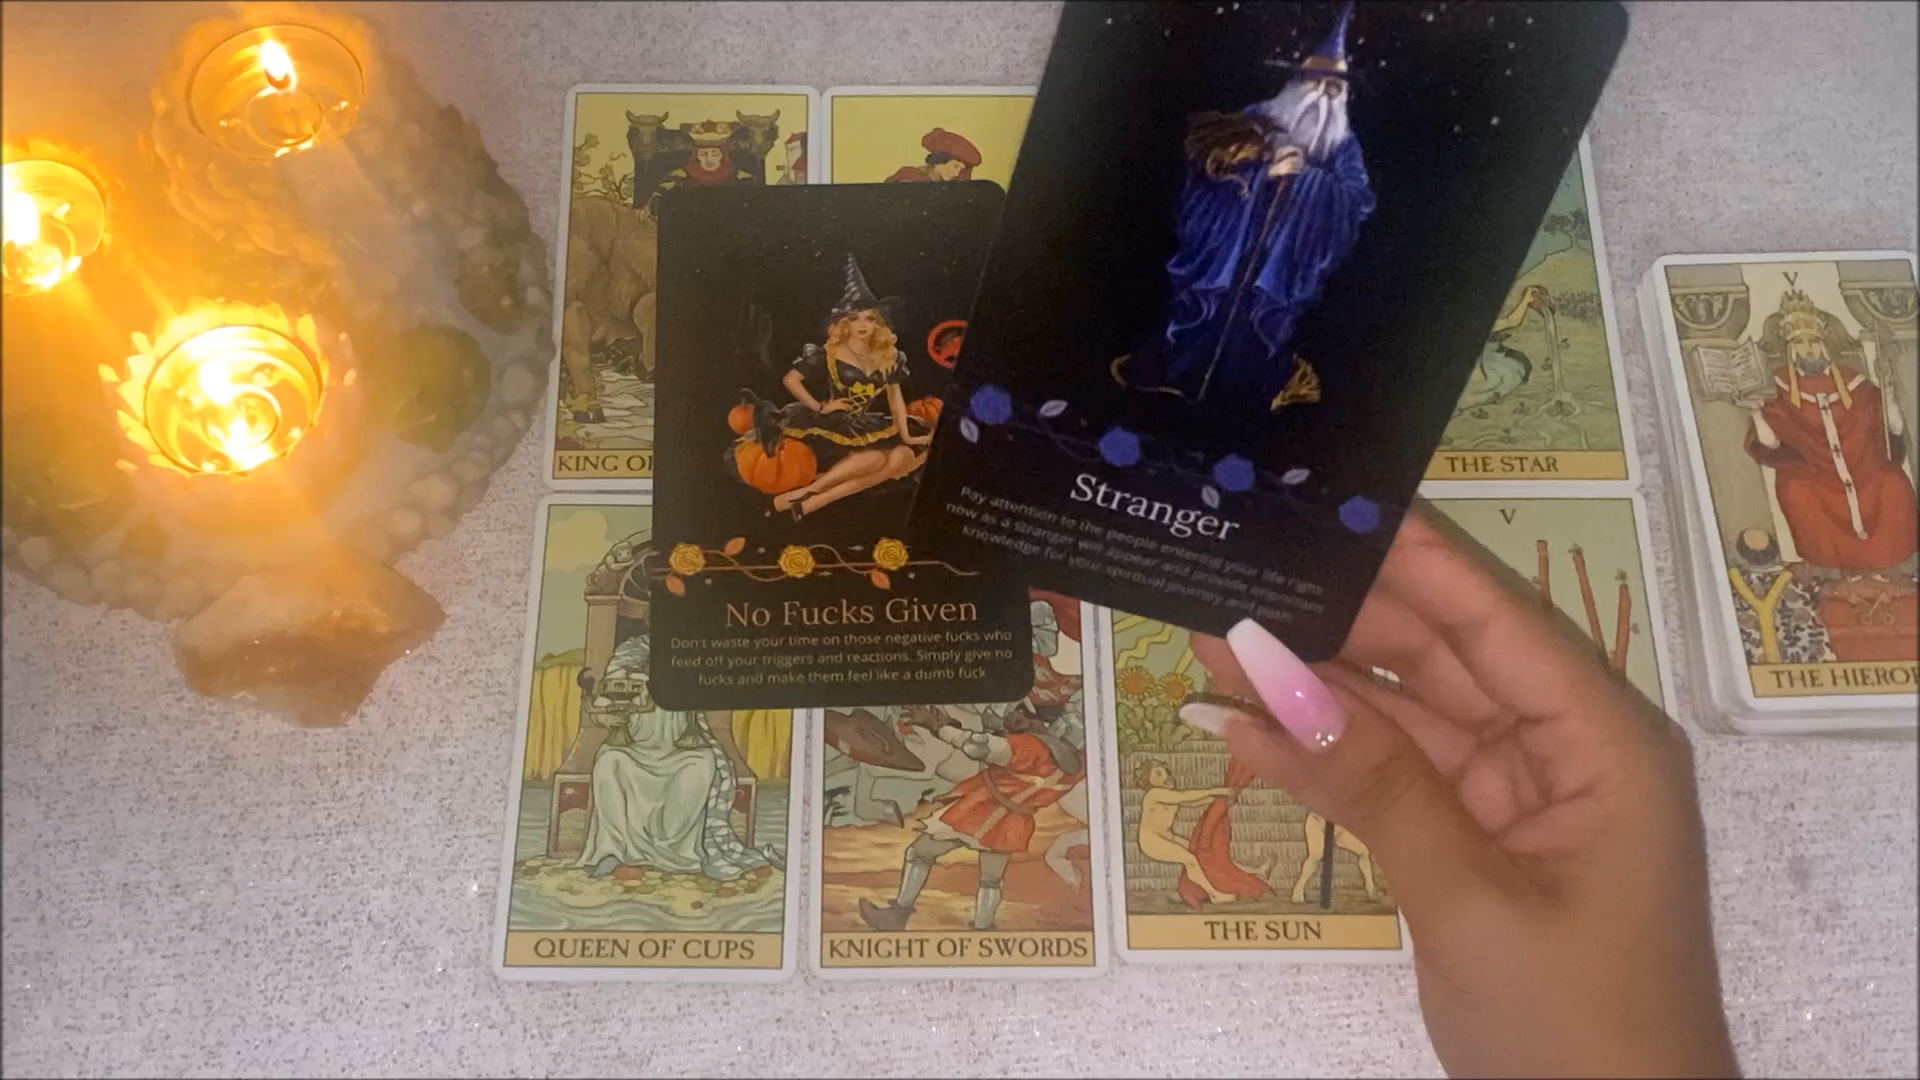 KING O
THE STAR
V
V
THE HIERO
No Fucks Given
Don't waste your time on those negative fucks who
feed off your triggers and reactions. Simply give no
fucks and make them feel like a dumb fuck
Stranger
Pay attention to the people entering your life right
now as a stranger will appear and provide
knowledge for your spiritual journey and
QUEEN OF CUPS
KNIGHT OF SWORDS
THE SUN